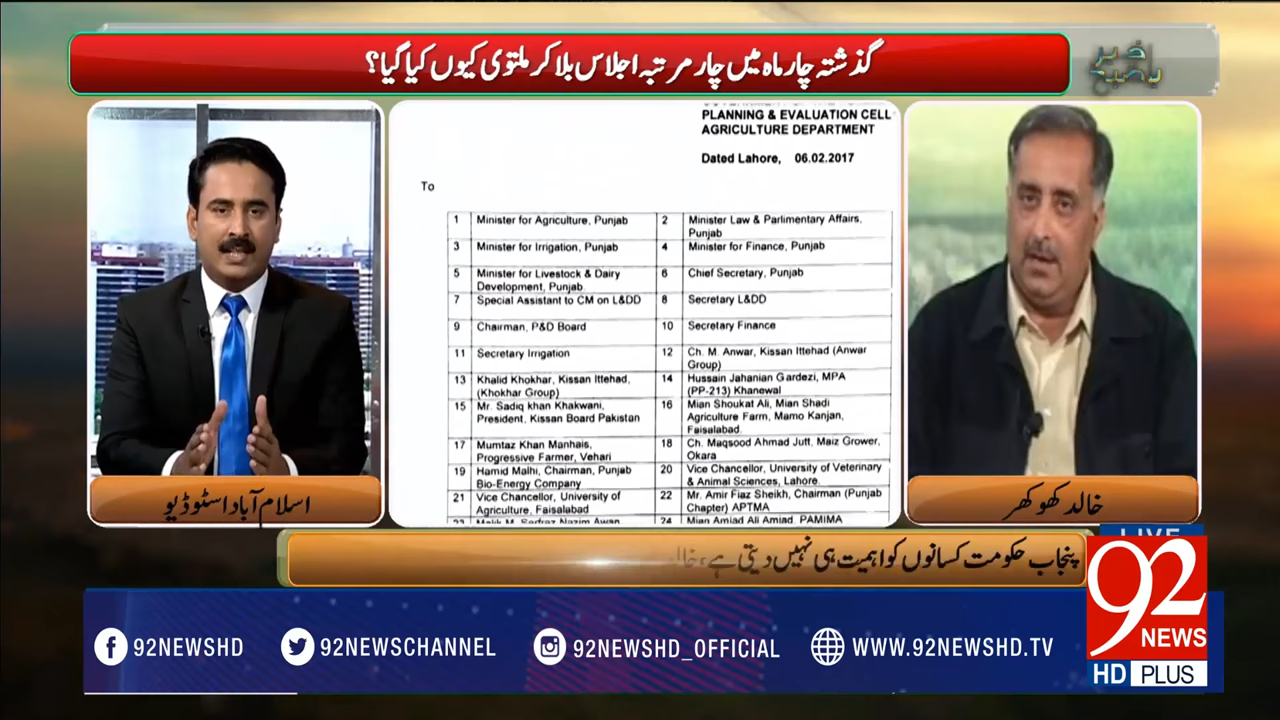 گذشتہ چار ماہ میں چار مرتبہ اجلاس بلا کر ملتوی کیوں کیا گیا؟
PLANNING & EVALUATION CELL
AGRICULTURE DEPARTMENT
Dated Lahore, 06.02.2017
To
1 Minister for Agriculture, Punjab 2 Minister Law & Parlimentary Affairs, Punjab
3 Minister for Irrigation, Punjab 4 Minister for Finance, Punjab
5 Minister for Livestock & Dairy Development, Punjab 6 Chief Secretary, Punjab
7 Special Assistant to CM on L&DD 8 Secretary L&DD
9 Chairman, P&D Board 10 Secretary Finance
11 Secretary Irrigation 12 Ch. M. Anwar, Kissan Ittehad (Anwar Group)
13 Khalid Khokhar, Kissan Ittehad, (Khokhar Group) 14 Hussain Jahanian Gardezi, MPA (PP-213) Khanewal
15 Mr. Sadiq khan Khakwani, President, Kissan Board Pakistan 16 Mian Shoukat Ali, Mian Shadi Agriculture Farm, Mamo Kanjan, Faisalabad
17 Mumtaz Khan Manhais, Progressive Farmer, Vehari 18 Ch. Maqsood Ahmad Jutt, Maiz Grower, Okara
19 Hamid Malhi, Chairman, Punjab Bio-Energy Company 20 Vice Chancellor, University of Veterinary & Animal Sciences, Lahore.
21 Vice Chancellor, University of Agriculture, Faisalabad 22 Mr. Amir Fiaz Sheikh, Chairman (Punjab Chapter) APTMA
24 Mian Amjad Ali Amjad, PAMIMA
اسلام آباد اسٹوڈیو
خالد کھوکھر
پنجاب حکومت کسانوں کو اہمیت ہی نہیں دیتی ہے،
LIVE
92
NEWS
HD PLUS
92NEWSHD
92NEWSCHANNEL
92NEWSHD_OFFICIAL
WWW.92NEWSHD.TV